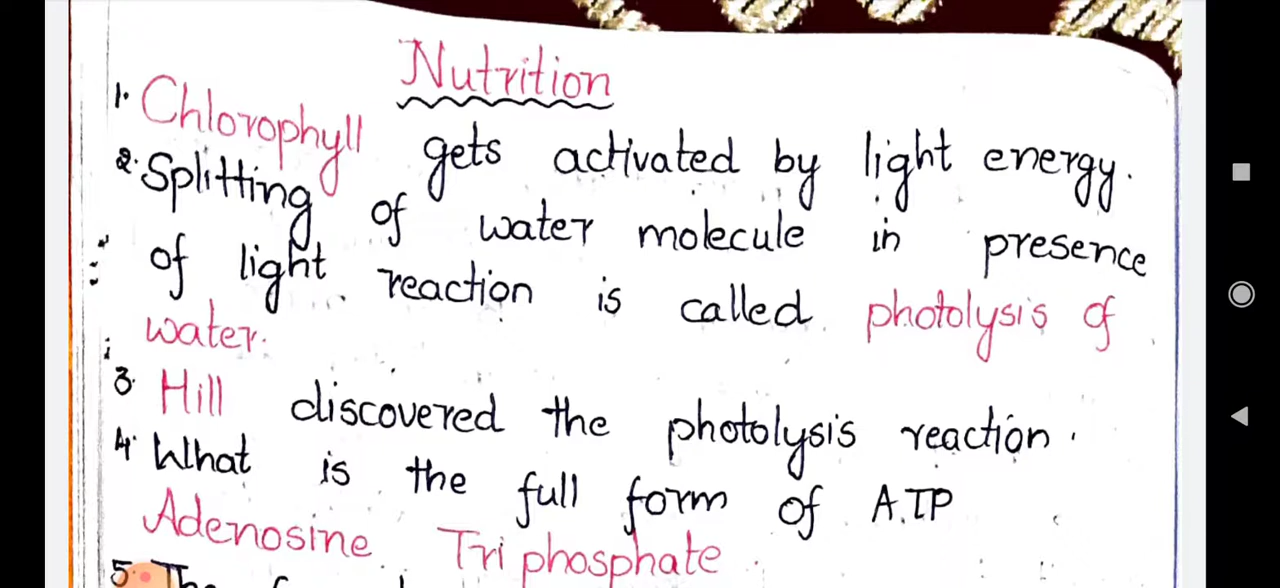 Nutrition
1. Chlorophyll gets activated by light energy.
2. Splitting of water molecule in presence
of light reaction is called photolysis of
water.
3. Hill discovered the photolysis reaction.
4. What is the full form of A.T.P
Adenosine Tri phosphate.
5. The